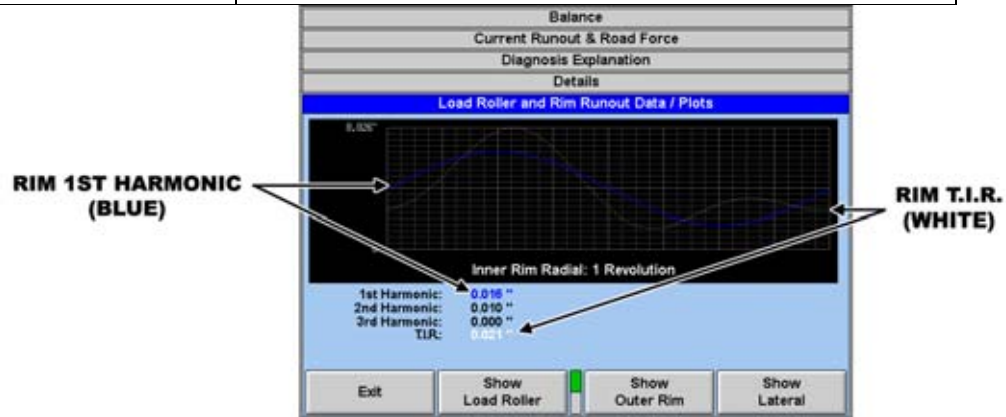 Balance
Current Runout & Road Force
Diagnosis Explanation
Details
Load Roller and Rim Runout Data / Plots
0.026"
RIM 1ST HARMONIC
(BLUE)
RIM T.I.R.
(WHITE)
Inner Rim Radial: 1 Revolution
1st Harmonic: 0.016 "
2nd Harmonic: 0.010 "
3rd Harmonic: 0.000 "
T.I.R.: 0.021 "
Exit
Show
Load Roller
Show
Outer Rim
Show
Lateral